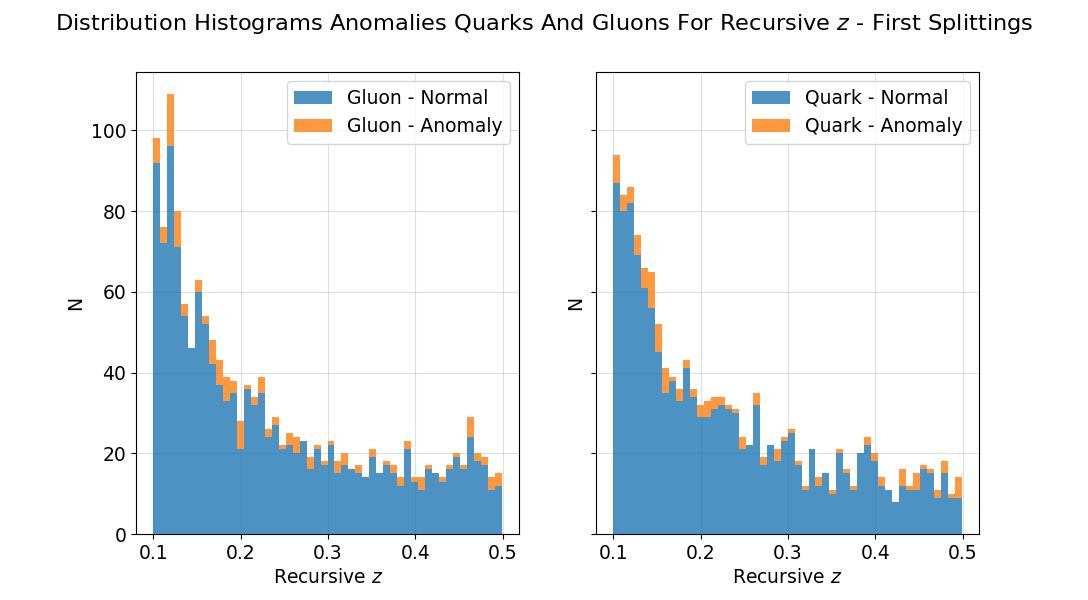 Distribution Histograms Anomalies Quarks And Gluons For Recursive z - First Splittings
Gluon - Normal
Gluon - Anomaly
N
100
80
60
40
20
0
0.1 0.2 0.3 0.4 0.5
Recursive z
Quark - Normal
Quark - Anomaly
N
0.1 0.2 0.3 0.4 0.5
Recursive z